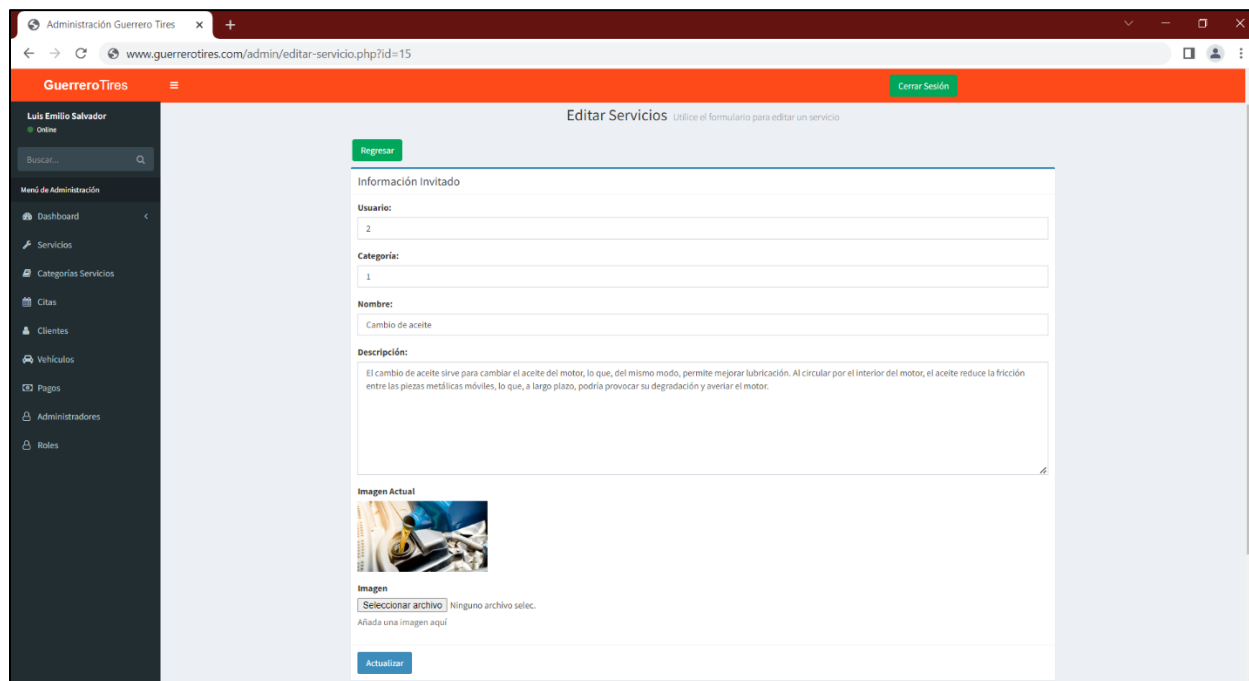 Administración Guerrero Tires
www.guerrerotires.com/admin/editar-servicio.php?id=15
GuerreroTires
Cerrar Sesión
Luis Emilio Salvador
Online
Buscar...
Menú de Administración
Dashboard
Servicios
Categorías Servicios
Citas
Clientes
Vehículos
Pagos
Administradores
Roles
Editar Servicios Utilice el formulario para editar un servicio
Regresar
Información Invitado
Usuario:
2
Categoría:
1
Nombre:
Cambio de aceite
Descripción:
El cambio de aceite sirve para cambiar el aceite del motor, lo que, del mismo modo, permite mejorar lubricación. Al circular por el interior del motor, el aceite reduce la fricción
entre las piezas metálicas móviles, lo que, a largo plazo, podría provocar su degradación y averiar el motor.
Imagen Actual
Imagen
Seleccionar archivo Ninguno archivo selec.
Añada una imagen aquí
Actualizar